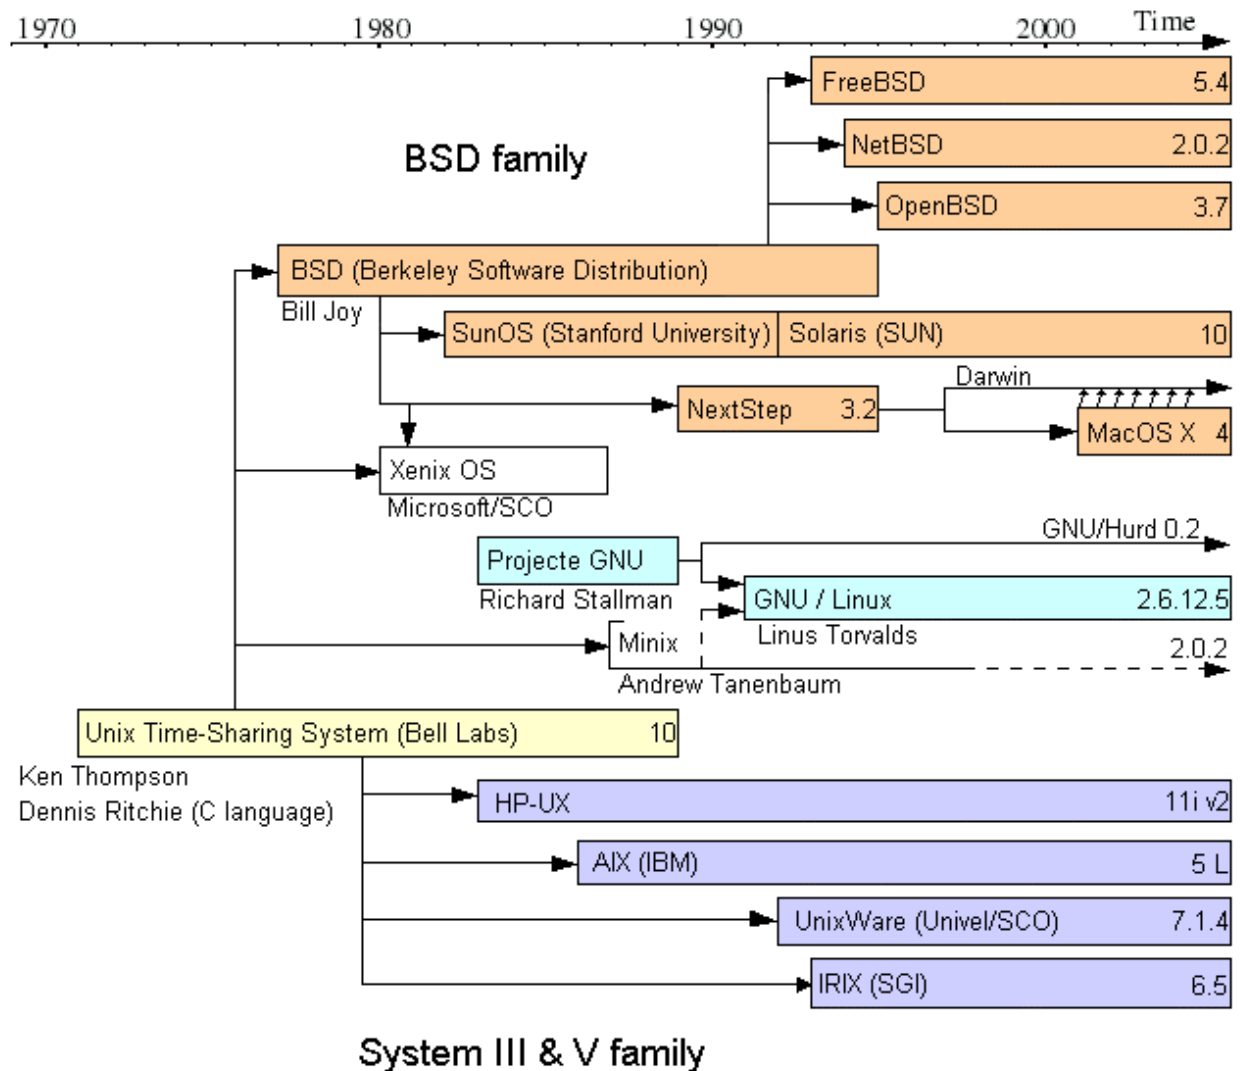 1970 1980 1990 2000 Time
FreeBSD 5.4
BSD family
NetBSD 2.0.2
OpenBSD 3.7
BSD (Berkeley Software Distribution)
Bill Joy
SunOS (Stanford University) Solaris (SUN) 10
Darwin
NextStep 3.2
MacOS X 4
Xenix OS
Microsoft/SCO
GNU/Hurd 0.2
Projecte GNU
Richard Stallman
GNU / Linux 2.6.12.5
Linus Torvalds
Minix 2.0.2
Andrew Tanenbaum
Unix Time-Sharing System (Bell Labs) 10
Ken Thompson
Dennis Ritchie (C language)
HP-UX 11i v2
AIX (IBM) 5 L
UnixWare (Univel/SCO) 7.1.4
IRIX (SGI) 6.5
System III & V family